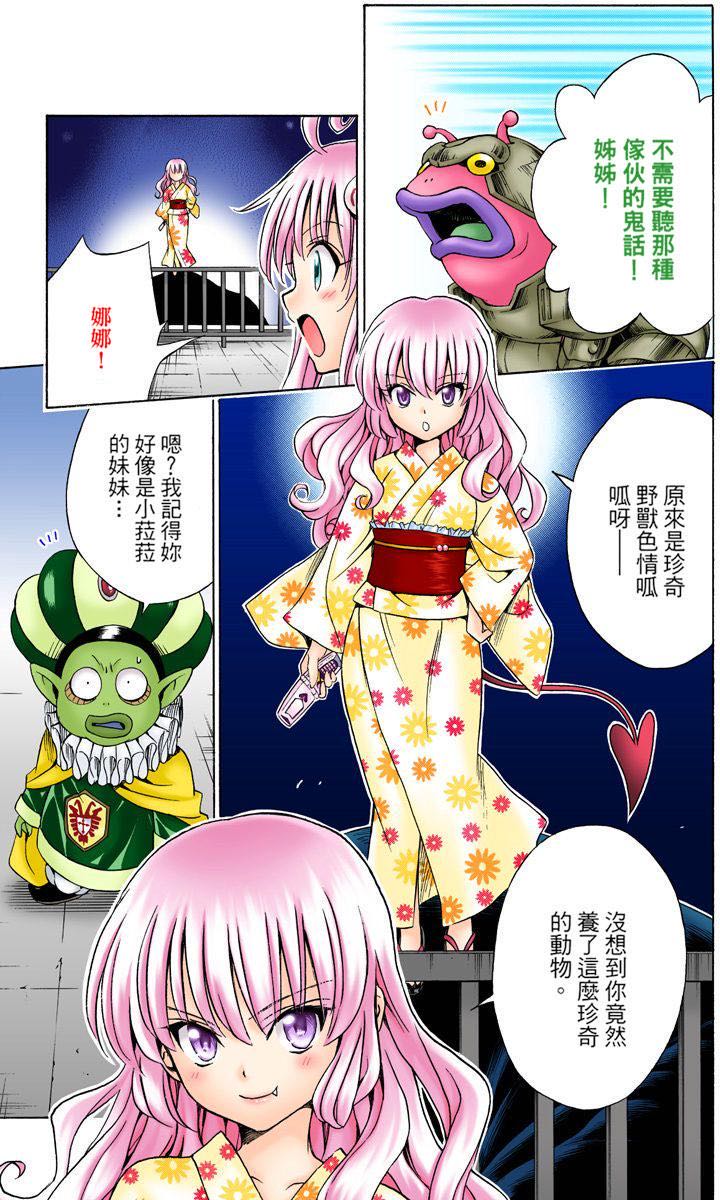 不需要聽那種
傢伙的鬼話！
姊姊！
娜娜！
原來是珍奇
野獸色情呱
呱呀——
嗯？我記得妳
好像是小菈菈
的妹妹…
沒想到你竟然
養了這麼珍奇
的動物。